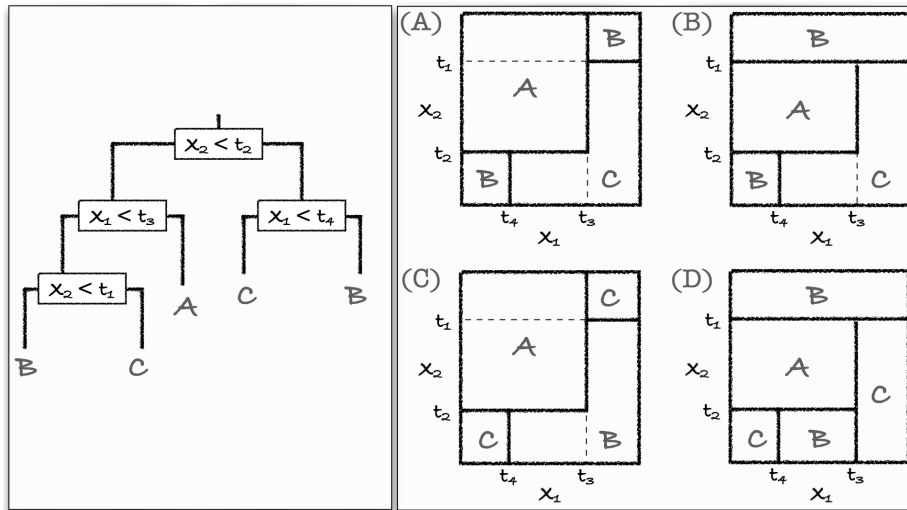 x₂ < t₂
x₁ < t₃
x₁ < t₄
x₂ < t₁
A
C
B
B
C
(A)
B
t₁
A
x₂
t₂
B
C
t₄
t₃
x₁
(B)
B
t₁
A
x₂
t₂
B
C
t₄
t₃
x₁
(C)
C
t₁
A
x₂
t₂
C
B
t₄
t₃
x₁
(D)
B
t₁
A
x₂
C
t₂
C
B
t₄
t₃
x₁